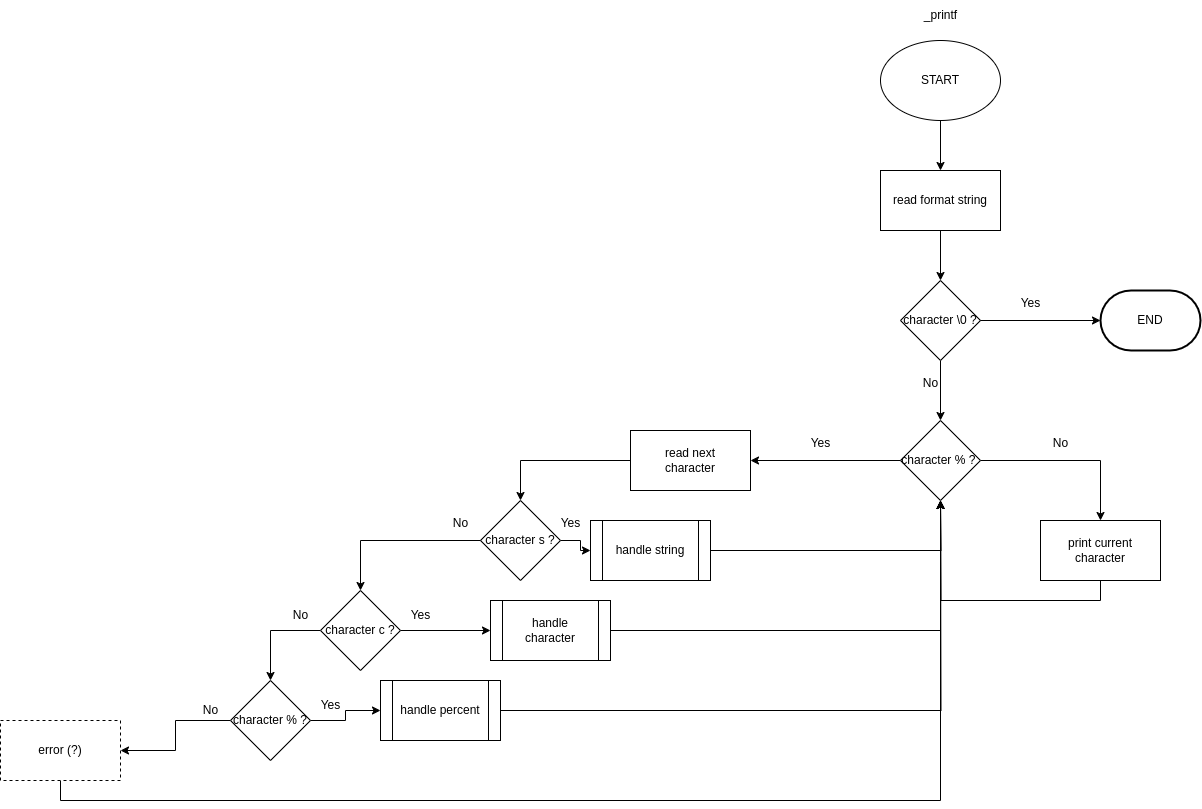 _printf
START
read format string
Yes
character \0 ?
END
No
Yes
No
read next
character
character % ?
No
Yes
character s ?
handle string
print current
character
No
Yes
character c ?
handle
character
No
Yes
character % ?
handle percent
error (?)